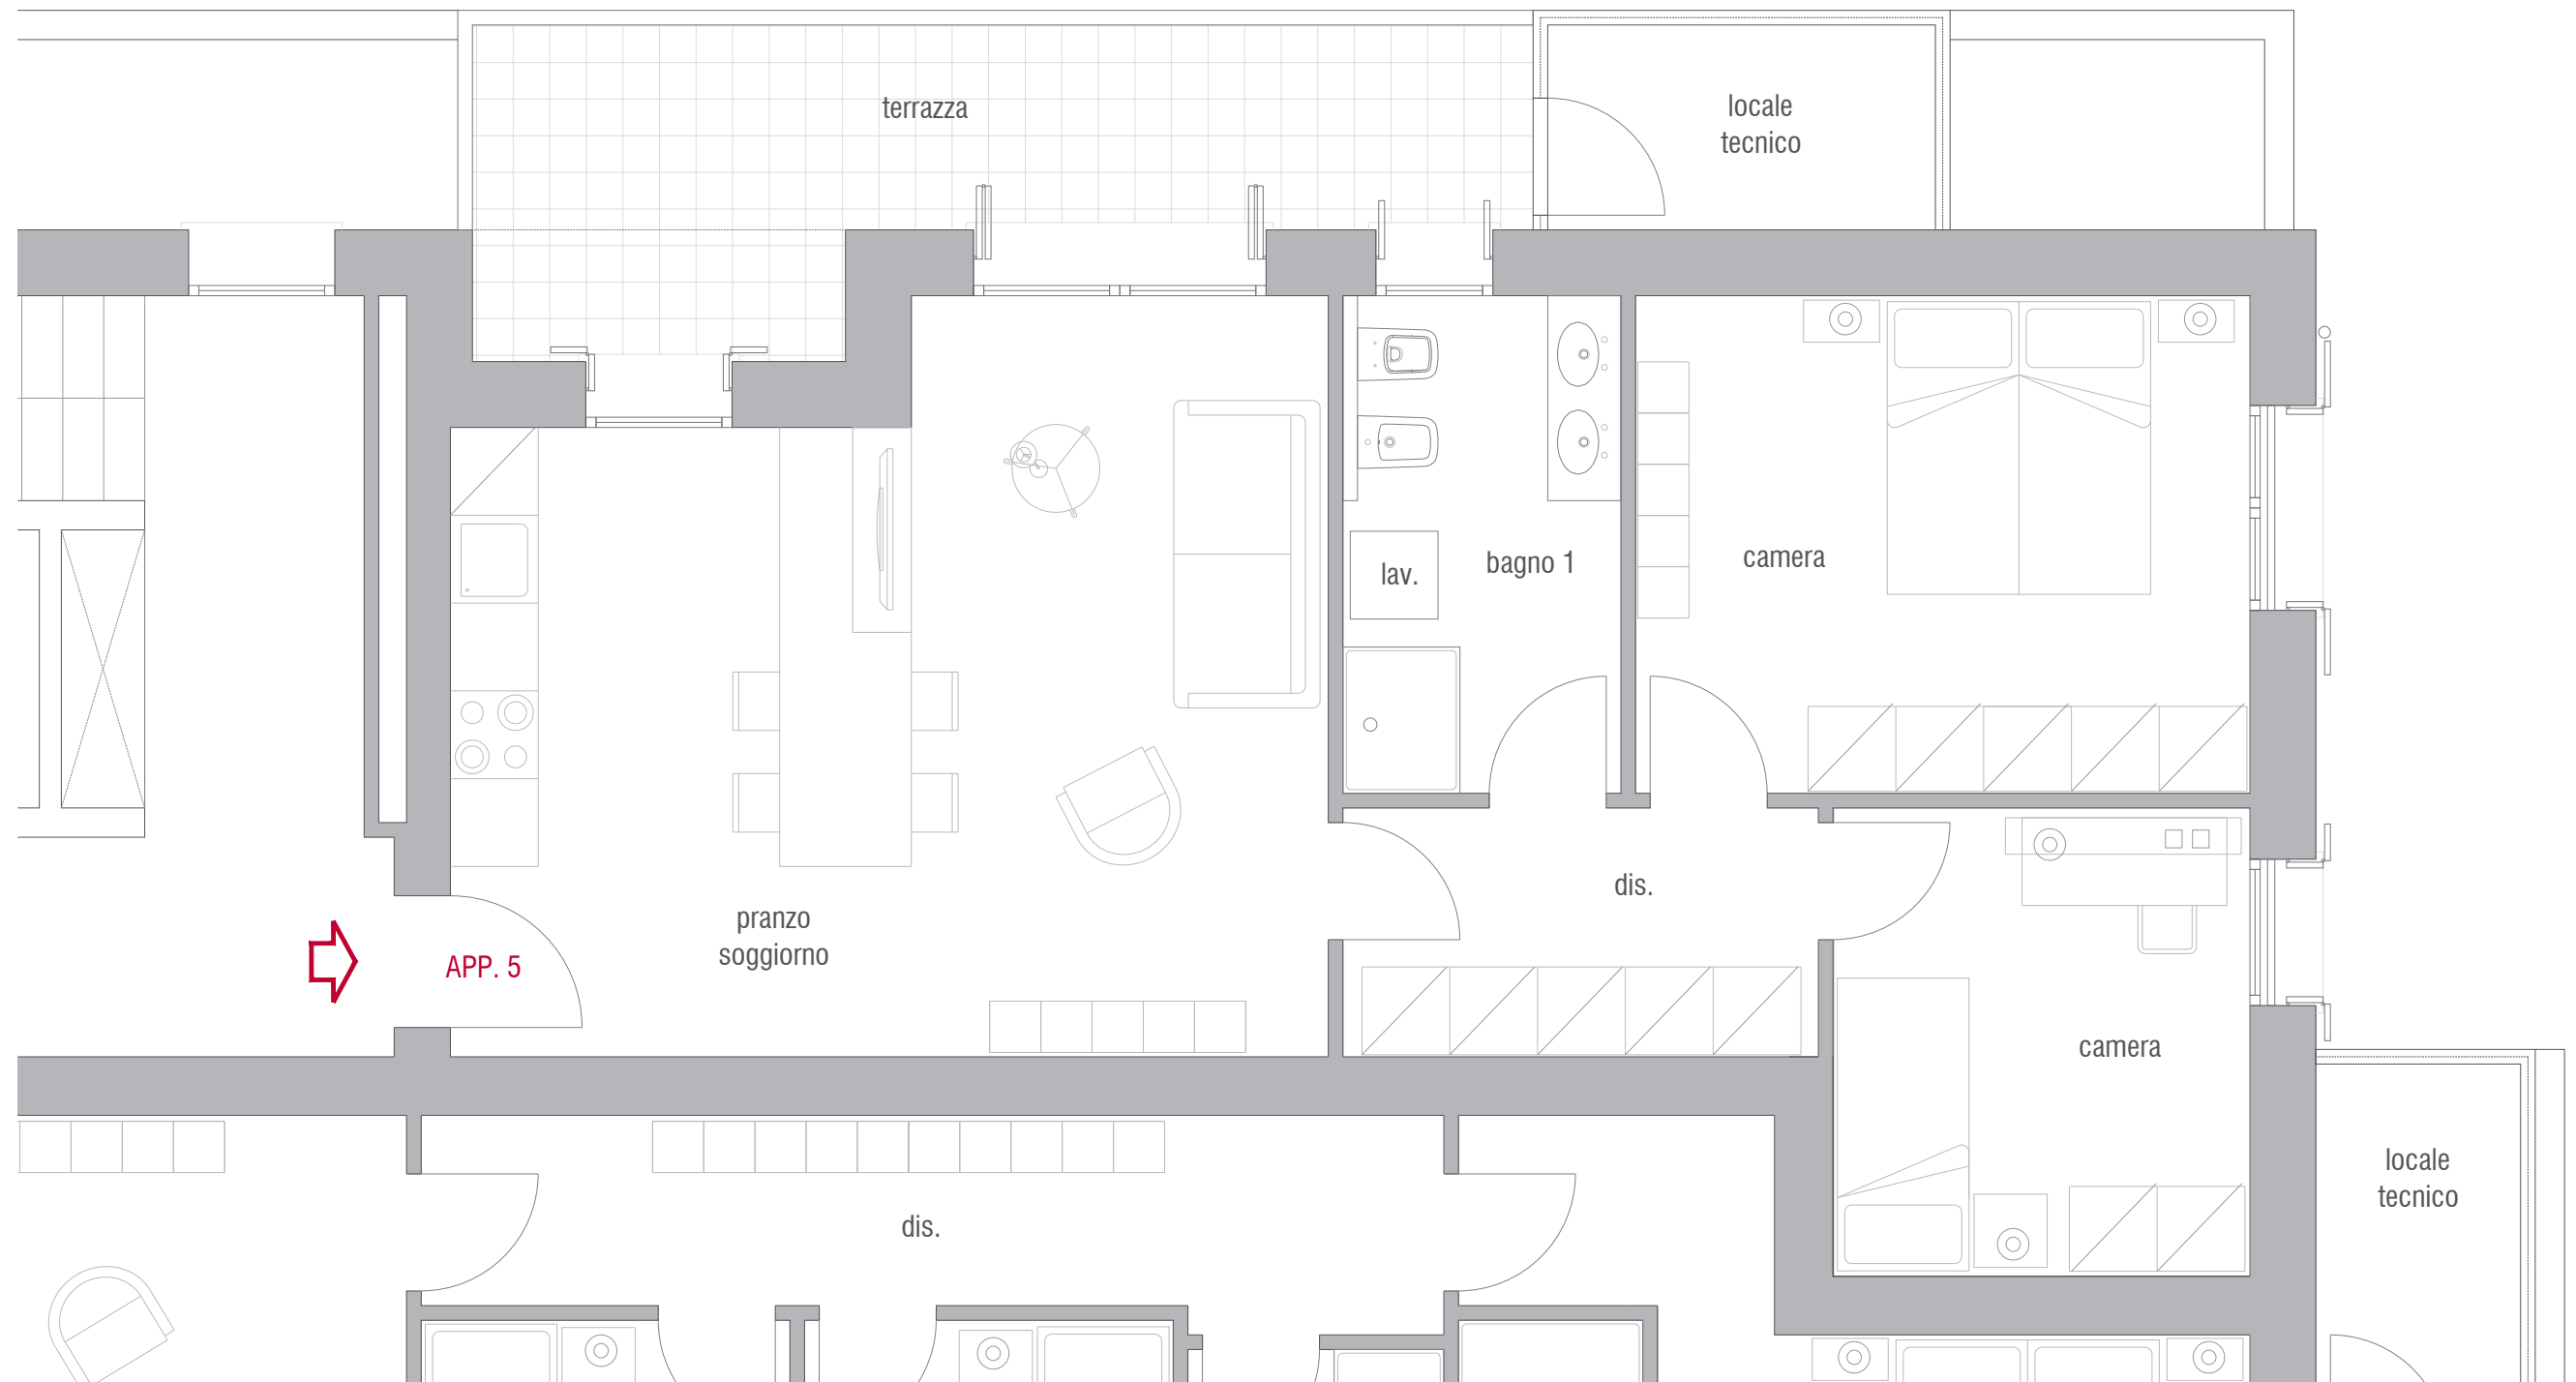 terrazza
locale
tecnico
lav.
bagno 1
camera
dis.
pranzo
soggiorno
APP. 5
camera
locale
tecnico
dis.